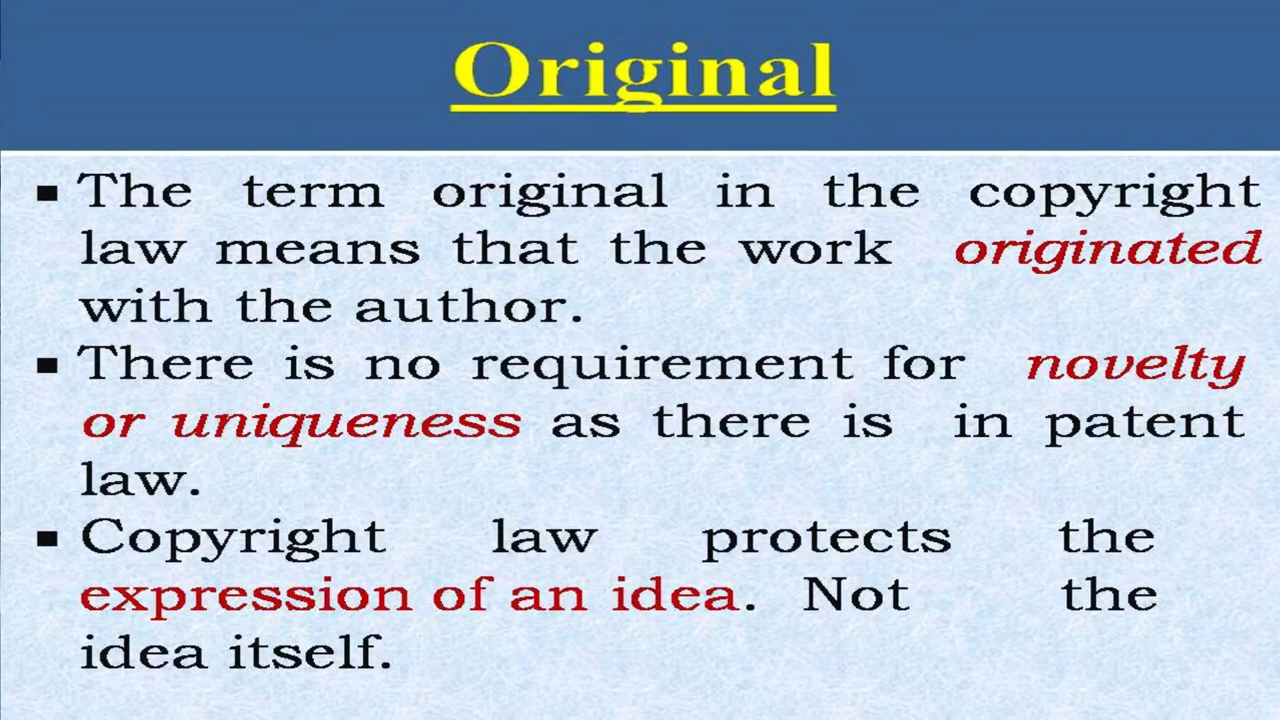 Original
▪ The term original in the copyright
law means that the work originated
with the author.
▪ There is no requirement for novelty
or uniqueness as there is in patent
law.
▪ Copyright law protects the
expression of an idea. Not the
idea itself.